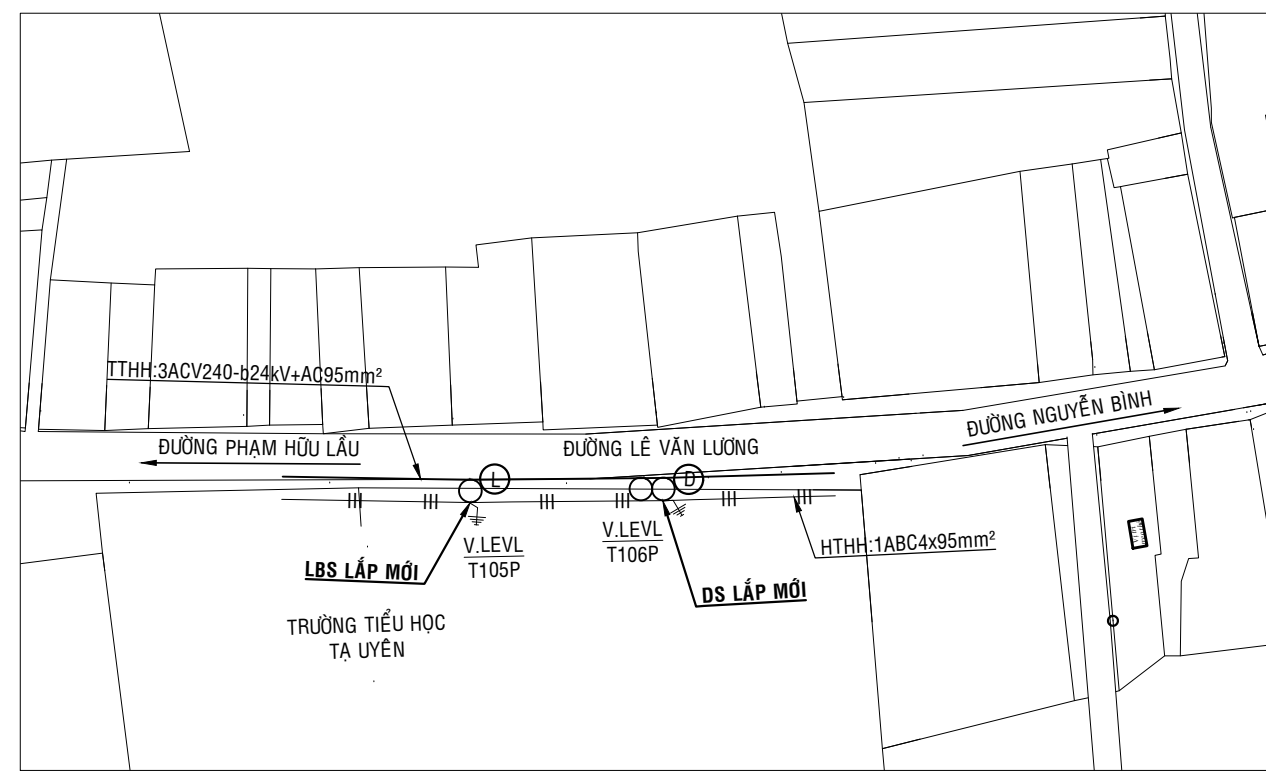 TTHH:3ACV240-b24kV+AC95mm²
ĐƯỜNG PHẠM HỮU LẦU
ĐƯỜNG LÊ VĂN LƯƠNG
ĐƯỜNG NGUYỄN BÌNH
L
D
V.LEVL
T105P
V.LEVL
T106P
HTHH:1ABC4x95mm²
LBS LẮP MỚI
DS LẮP MỚI
TRƯỜNG TIỂU HỌC
TẠ UYÊN